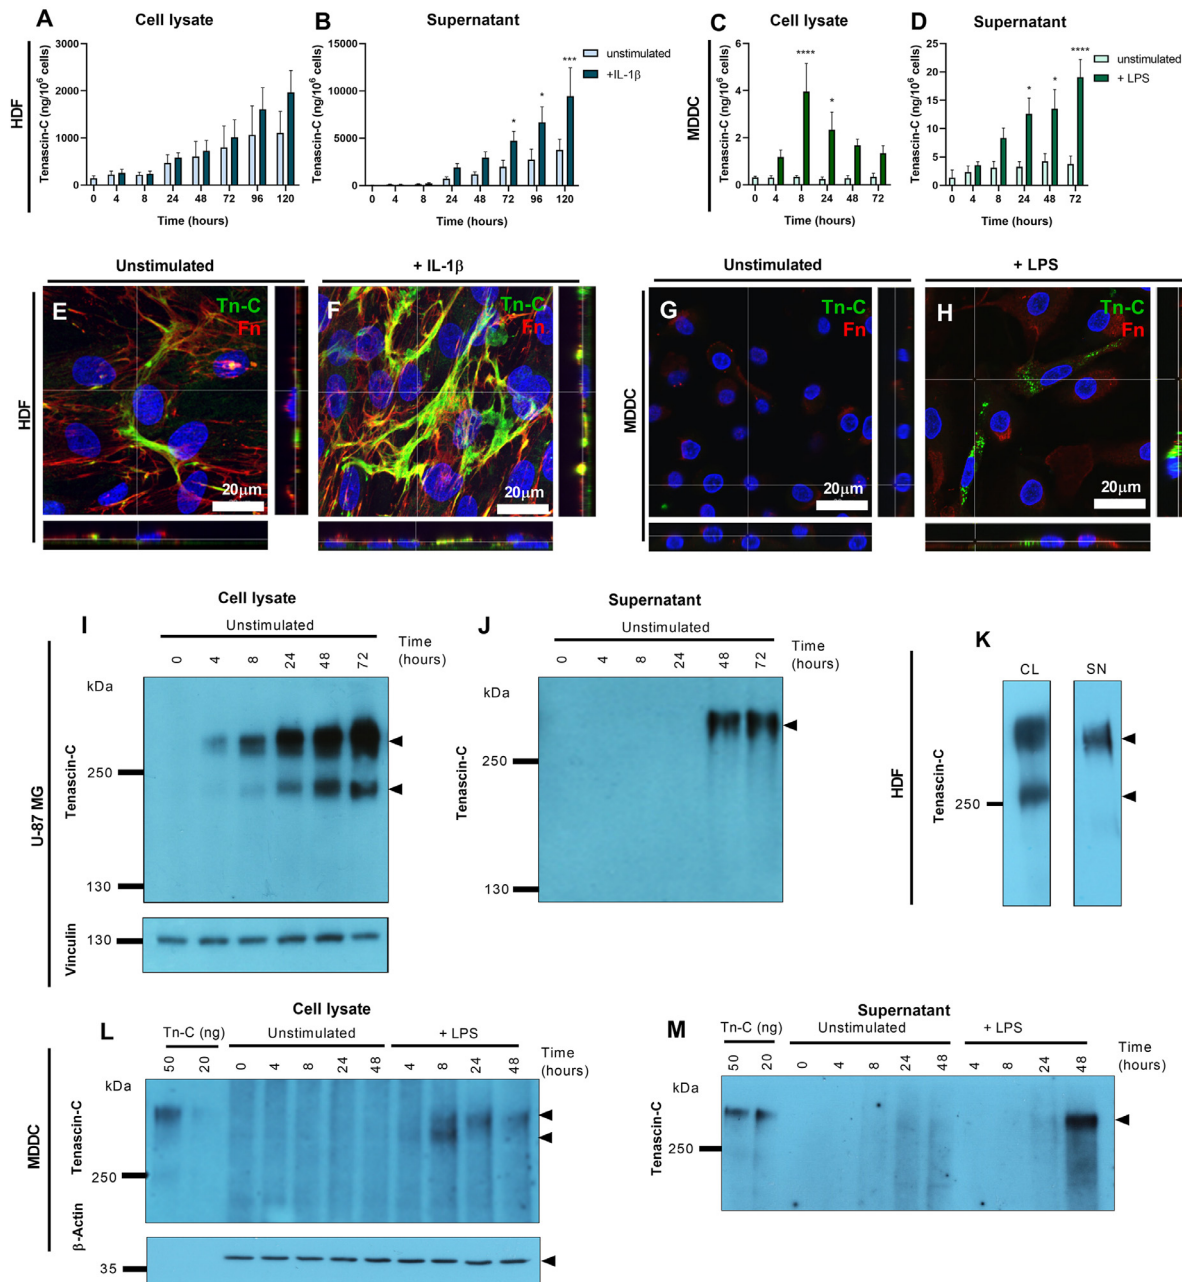 A
Cell lysate
HDF
Tenascin-C (ng/10⁶ cells)
3000
2000
1000
0
0 4 8 24 48 72 96 120
Time (hours)
B
Supernatant
Tenascin-C (ng/10⁶ cells)
15000
10000
5000
0
0 4 8 24 48 72 96 120
Time (hours)
* * ***
unstimulated
+IL-1β
C
Cell lysate
MDDC
Tenascin-C (ng/10⁶ cells)
6
4
2
0
0 4 8 24 48 72
Time (hours)
**** *
D
Supernatant
Tenascin-C (ng/10⁶ cells)
25
20
15
10
5
0
0 4 8 24 48 72
Time (hours)
* * ****
unstimulated
+ LPS
Unstimulated
+ IL-1β
HDF
E
Tn-C
Fn
20μm
F
Tn-C
Fn
20μm
Unstimulated
+ LPS
MDDC
G
Tn-C
Fn
20μm
H
Tn-C
Fn
20μm
I
Cell lysate
Unstimulated
0 4 8 24 48 72
Time
(hours)
kDa
250
130
Tenascin-C
U-87 MG
130
Vinculin
J
Supernatant
Unstimulated
0 4 8 24 48 72
Time
(hours)
kDa
250
130
Tenascin-C
K
CL SN
HDF
Tenascin-C
250
L
Cell lysate
Tn-C (ng) Unstimulated + LPS
50 20 0 4 8 24 48 4 8 24 48
Time
(hours)
kDa
250
MDDC
Tenascin-C
β-Actin
35
M
Supernatant
Tn-C (ng) Unstimulated + LPS
50 20 0 4 8 24 48 4 8 24 48
Time
(hours)
kDa
250
Tenascin-C